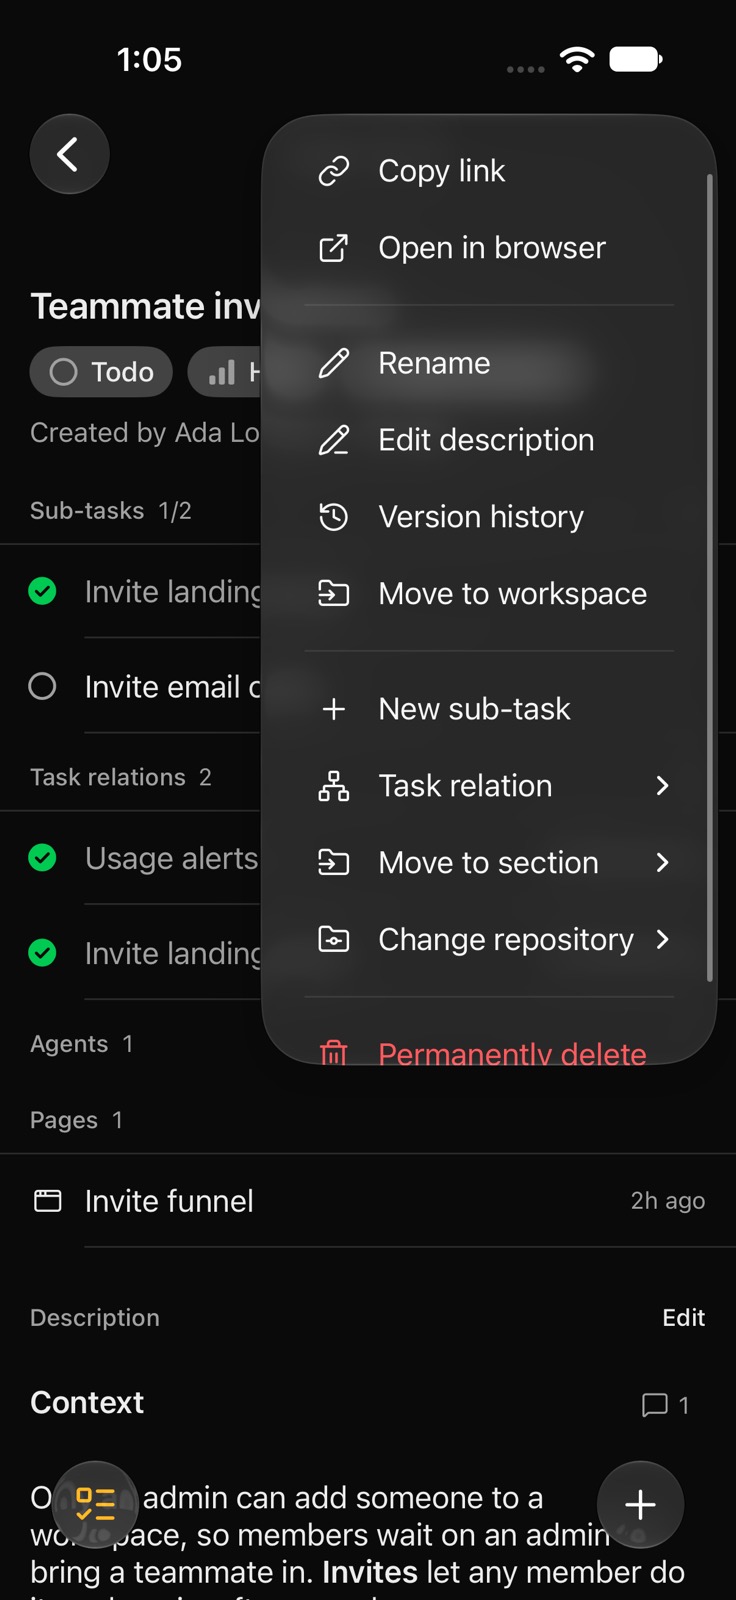 1:05
Copy link
Open in browser
Teammate inv
Rename
Todo
Created by Ada Lo
Edit description
Sub-tasks 1/2
Version history
Invite landing
Move to workspace
Invite email
New sub-task
Task relations 2
Task relation
Usage alerts
Move to section
Invite landing
Change repository
Agents 1
Permanently delete
Pages 1
Invite funnel 2h ago
Description Edit
Context 1
admin can add someone to a
so members wait on an admin
bring a teammate in. Invites let any member do